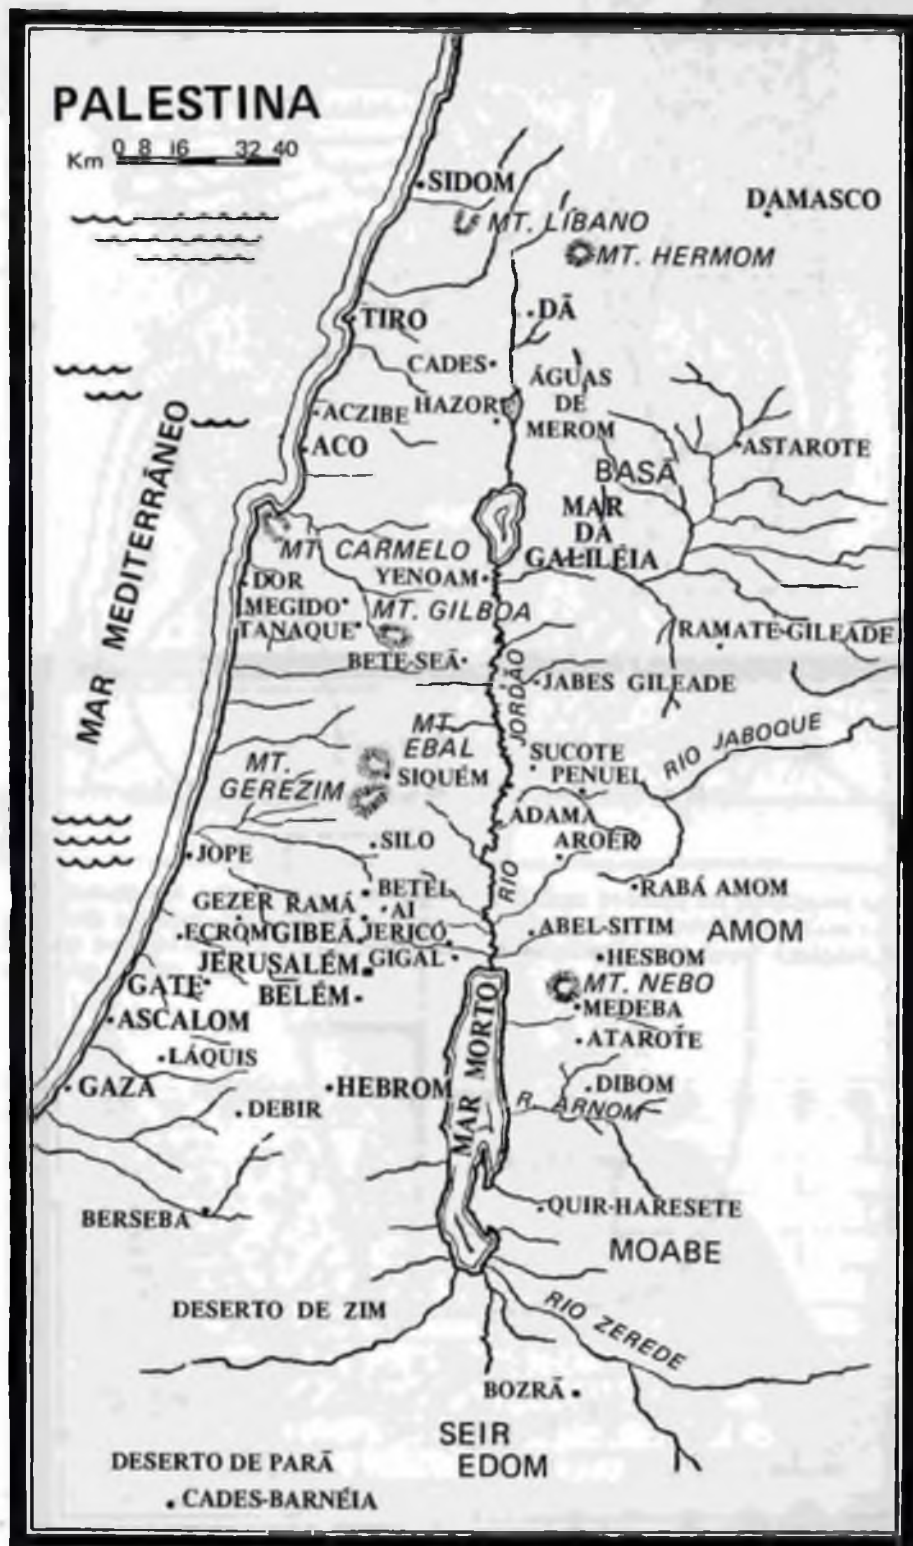 PALESTINA
Km 0 8 16 32 40
SIDOM
DAMASCO
MT. LÍBANO
MT. HERMOM
TIRO
DÃ
CADES
ÁGUAS
DE
MEROM
HAZOR
ACZIBE
ACO
ASTAROTE
BASÃ
MAR MEDITERRÂNEO
MAR
DA
GALILÉIA
MT. CARMELO
DOR
YENOAM
MEGIDO
MT. GILBOA
TANAQUE
RAMATE-GILEADE
BETE-SEÃ
JABES GILEADE
RIO JORDÃO
MT.
EBAL
MT.
GEREZIM
SIQUÉM
SUCOTE
PENUEL
RIO JABOQUE
ADAMA
AROER
JOPE
SILO
BETEL
RABÁ AMOM
GEZER
RAMÁ
AI
ECROM
GIBEÁ
JERICÓ
ABEL-SITIM
AMOM
JERUSALÉM
GIGAL
HESBOM
GATE
BELÉM
MT. NEBO
MEDEBA
ASCALOM
ATAROTE
LÁQUIS
MAR MORTO
GAZA
HEBROM
DIBOM
DEBIR
R. ARNOM
BERSEBA
QUIR-HARESETE
MOABE
DESERTO DE ZIM
RIO ZEREDE
BOZRÃ
SEIR
EDOM
DESERTO DE PARÃ
CADES-BARNÉIA